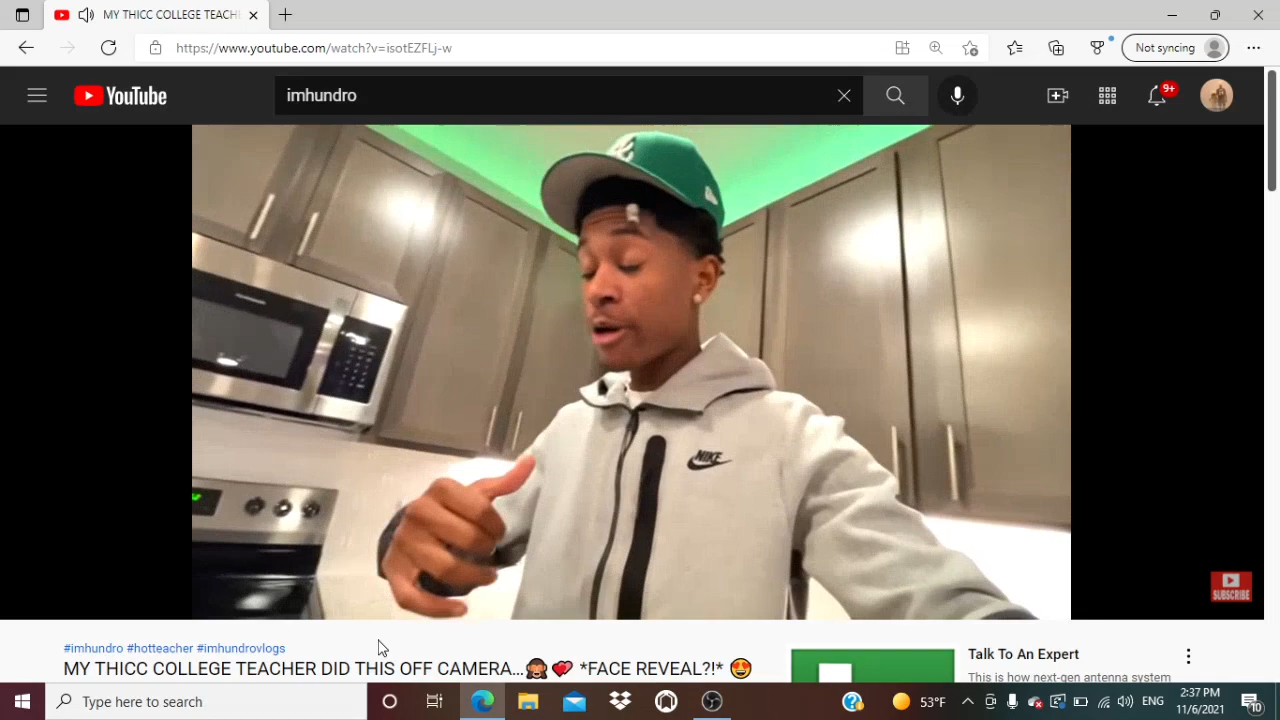 MY THICC COLLEGE TEACH
https://www.youtube.com/watch?v=isotEZFLj-w
Not syncing
YouTube
imhundro
9+
NIKE
SUBSCRIBE
#imhundro #hotteacher #imhundrovlogs
MY THICC COLLEGE TEACHER DID THIS OFF CAMERA...🙊💞 *FACE REVEAL?!* 😍
Talk To An Expert
This is how next-gen antenna system
Type here to search
53°F
ENG
2:37 PM
11/6/2021
10